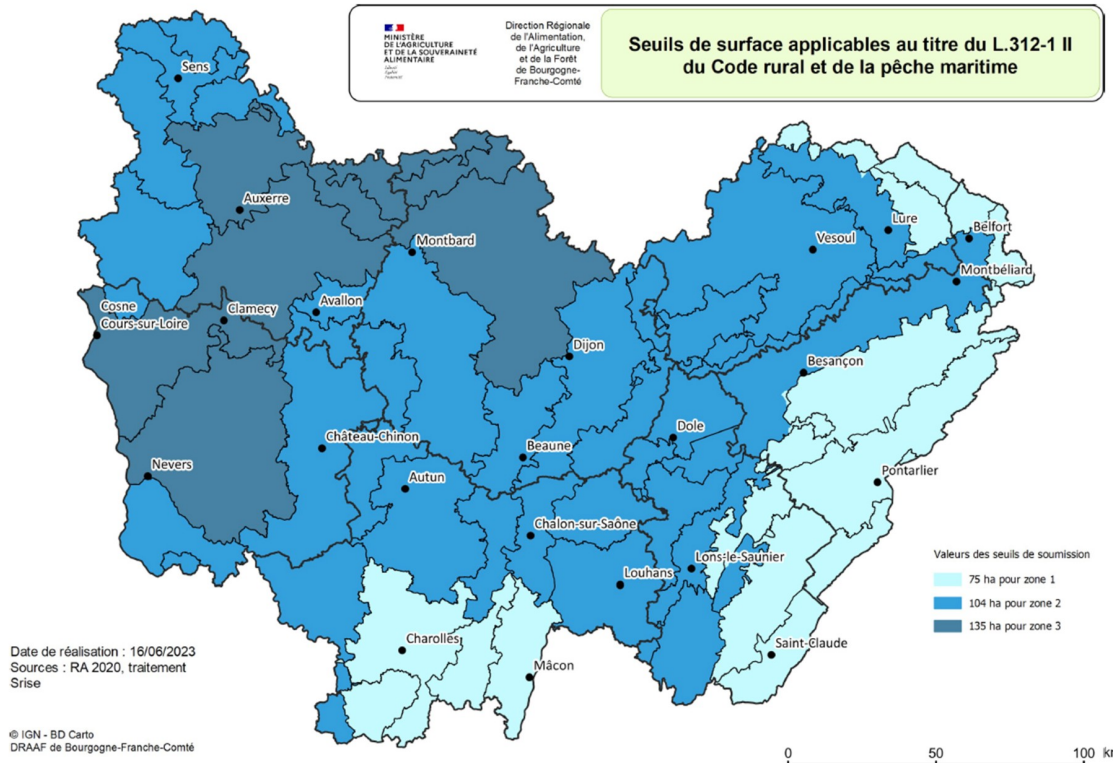 MINISTÈRE
DE L'AGRICULTURE
ET DE LA SOUVERAINETÉ
ALIMENTAIRE
Liberté
Égalité
Fraternité
Direction Régionale
de l'Alimentation,
de l'Agriculture
et de la Forêt
de Bourgogne-
Franche-Comté
Seuils de surface applicables au titre du L.312-1 II
du Code rural et de la pêche maritime
Sens
Auxerre
Montbard
Vesoul
Lure
Belfort
Montbéliard
Cosne
Cours-sur-Loire
Clamecy
Avallon
Dijon
Besançon
Château-Chinon
Beaune
Dole
Nevers
Autun
Pontarlier
Chalon-sur-Saône
Lons-le-Saunier
Louhans
Charolles
Mâcon
Saint-Claude
Valeurs des seuils de soumission
75 ha pour zone 1
104 ha pour zone 2
135 ha pour zone 3
Date de réalisation : 16/06/2023
Sources : RA 2020, traitement
Srise
© IGN - BD Carto
DRAAF de Bourgogne-Franche-Comté
0 50 100 km